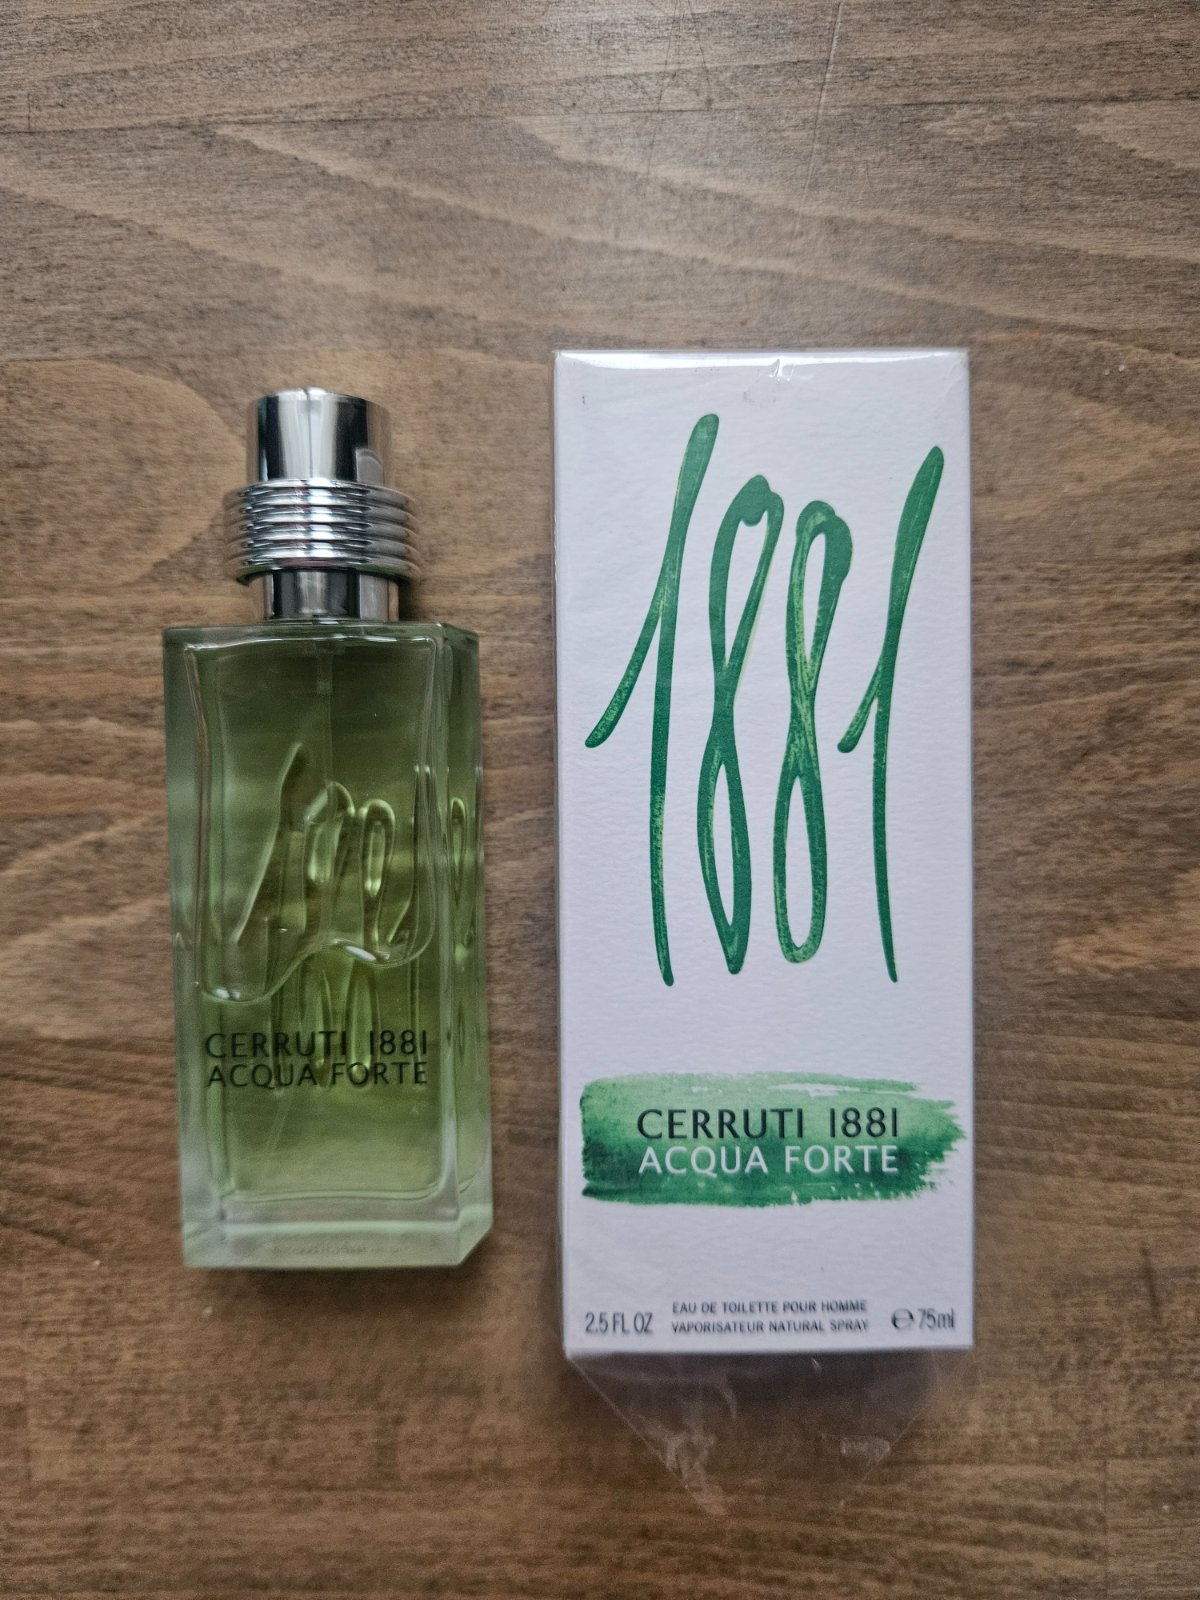 CERRUTI 1881
ACQUA FORTE
1881
CERRUTI 1881
ACQUA FORTE
2.5 FL OZ
EAU DE TOILETTE POUR HOMME
VAPORISATEUR NATURAL SPRAY
℮ 75ml